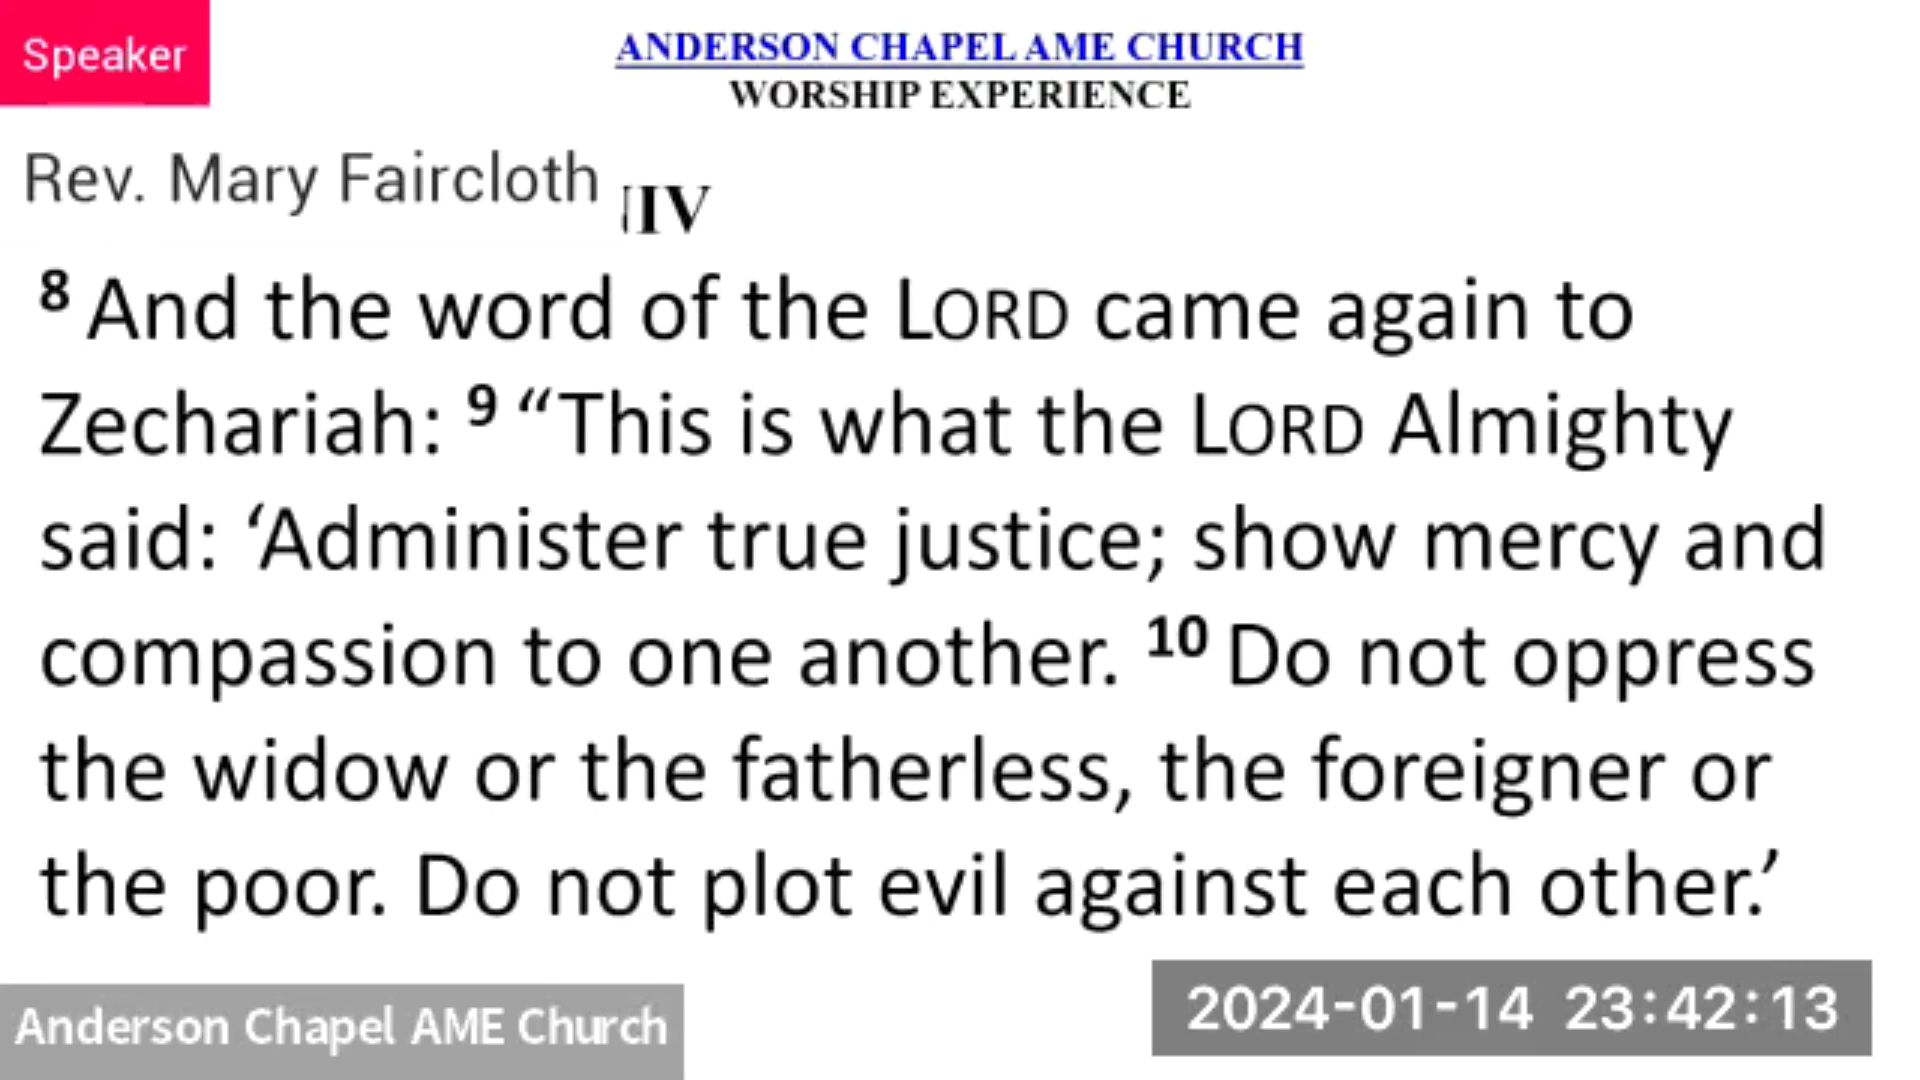 Speaker
ANDERSON CHAPEL AME CHURCH
WORSHIP EXPERIENCE
Rev. Mary Faircloth
IV
8 And the word of the LORD came again to
Zechariah: 9 “This is what the LORD Almighty
said: ‘Administer true justice; show mercy and
compassion to one another. 10 Do not oppress
the widow or the fatherless, the foreigner or
the poor. Do not plot evil against each other.’
Anderson Chapel AME Church
2024-01-14 23:42:13